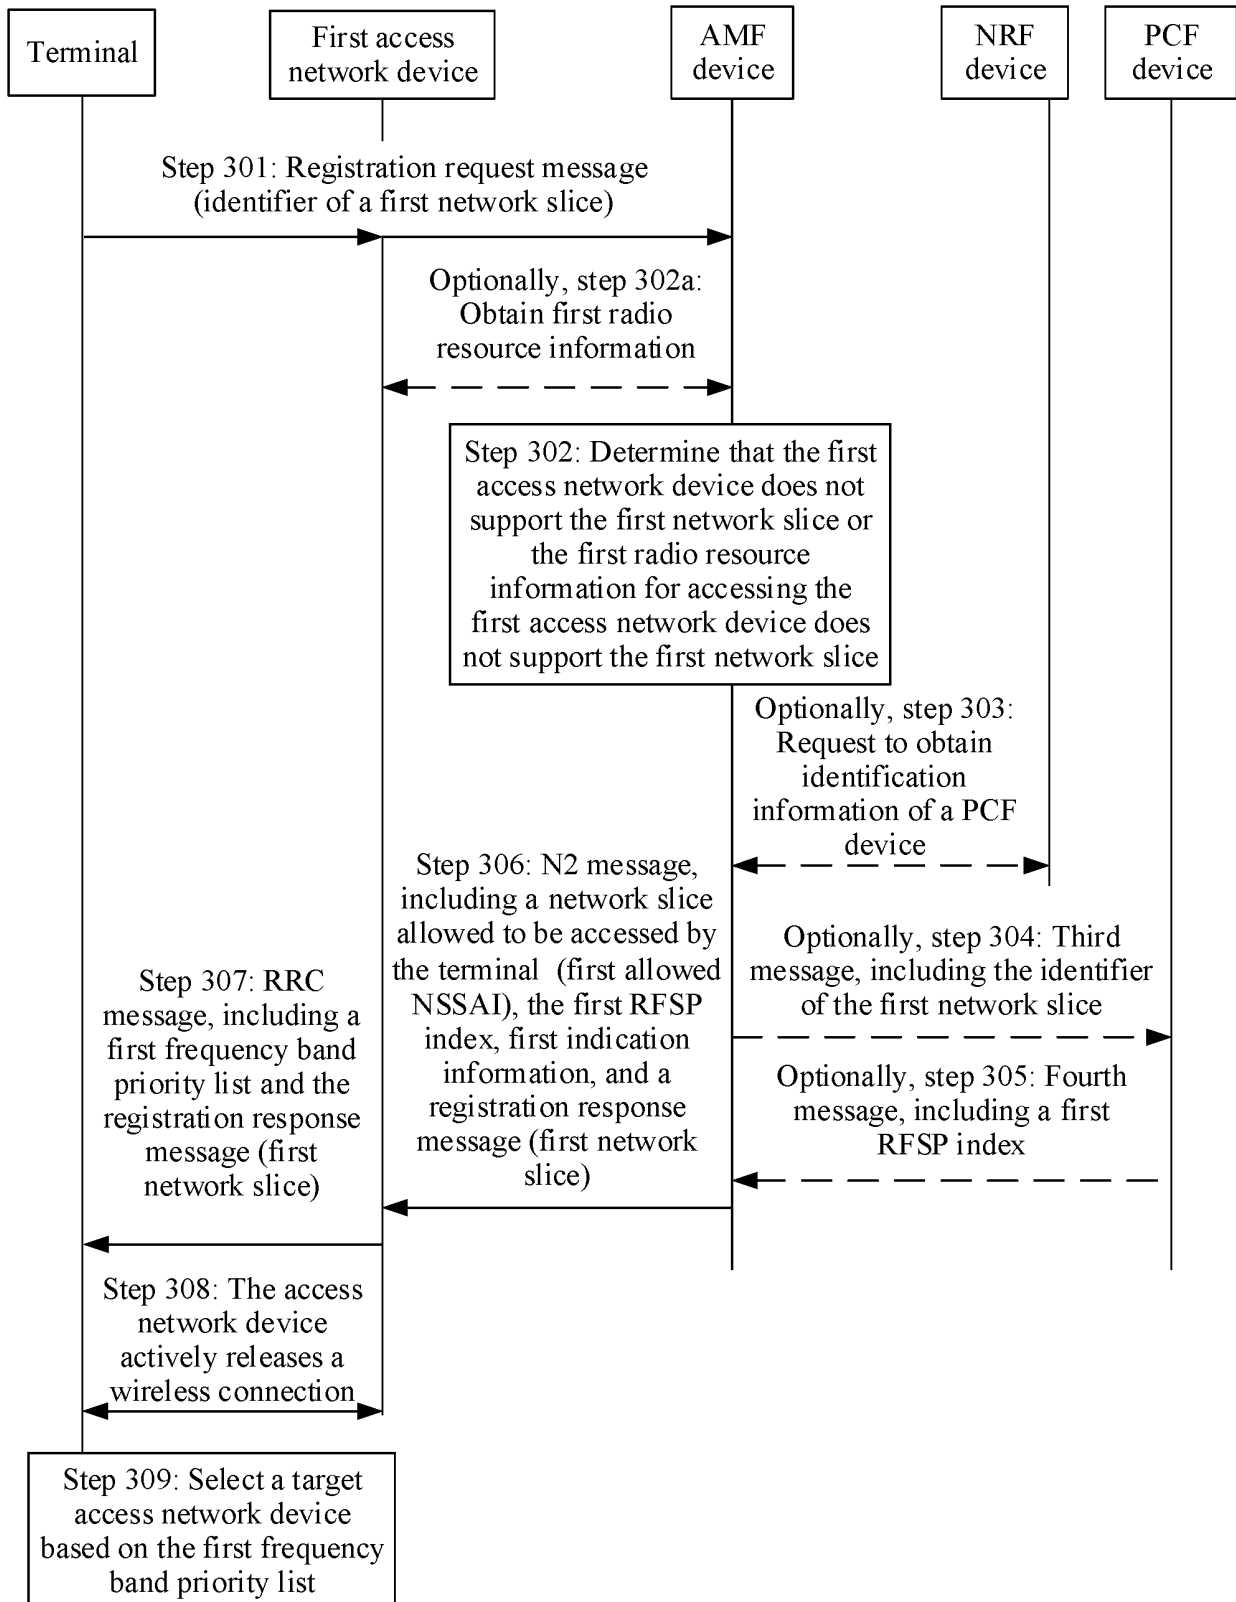 Terminal
First access
network device
AMF
device
NRF
device
PCF
device
Step 301: Registration request message
(identifier of a first network slice)
Optionally, step 302a:
Obtain first radio
resource information
Step 302: Determine that the first
access network device does not
support the first network slice or
the first radio resource
information for accessing the
first access network device does
not support the first network slice
Optionally, step 303:
Request to obtain
identification
information of a PCF
device
Optionally, step 304: Third
message, including the identifier
of the first network slice
Optionally, step 305: Fourth
message, including a first
RFSP index
Step 306: N2 message,
including a network slice
allowed to be accessed by
the terminal (first allowed
NSSAI), the first RFSP
index, first indication
information, and a
registration response
message (first network
slice)
Step 307: RRC
message, including a
first frequency band
priority list and the
registration response
message (first
network slice)
Step 308: The access
network device
actively releases a
wireless connection
Step 309: Select a target
access network device
based on the first frequency
band priority list